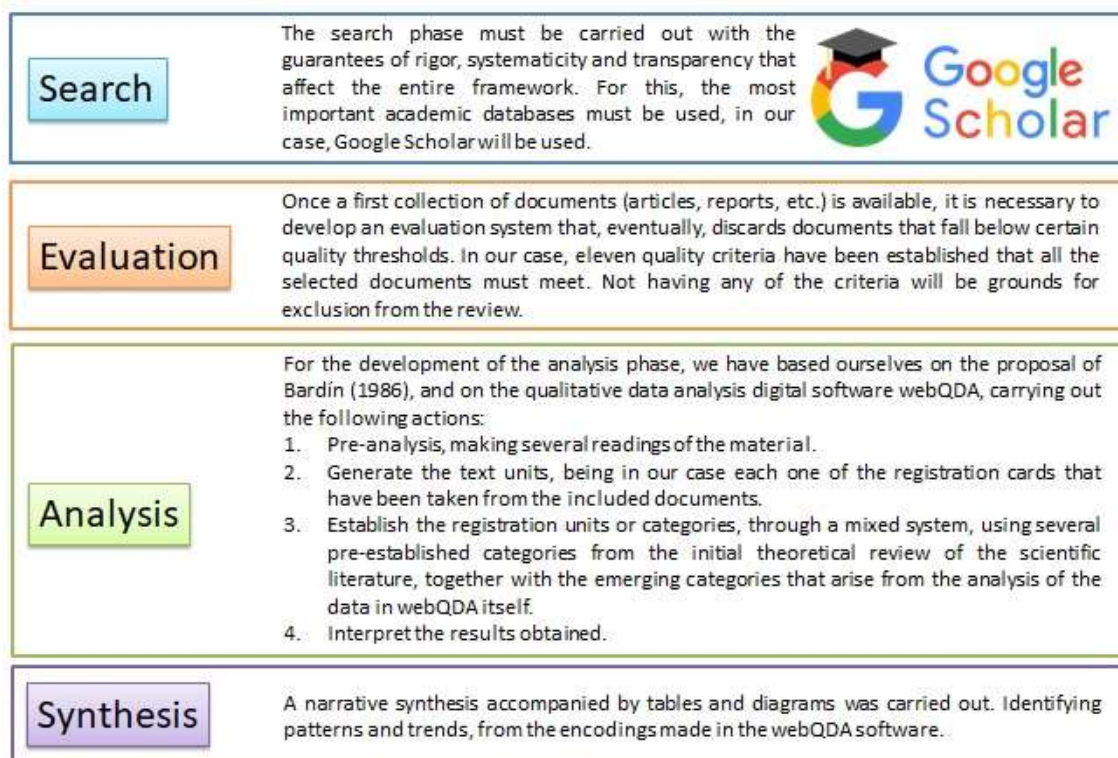 Search
The search phase must be carried out with the
guarantees of rigor, systematicity and transparency that
affect the entire framework. For this, the most
important academic databases must be used, in our
case, Google Scholar will be used.
Google
Scholar
Evaluation
Once a first collection of documents (articles, reports, etc.) is available, it is necessary to
develop an evaluation system that, eventually, discards documents that fall below certain
quality thresholds. In our case, eleven quality criteria have been established that all the
selected documents must meet. Not having any of the criteria will be grounds for
exclusion from the review.
Analysis
For the development of the analysis phase, we have based ourselves on the proposal of
Bardín (1986), and on the qualitative data analysis digital software webQDA, carrying out
the following actions:
1. Pre-analysis, making several readings of the material.
2. Generate the text units, being in our case each one of the registration cards that
have been taken from the included documents.
3. Establish the registration units or categories, through a mixed system, using several
pre-established categories from the initial theoretical review of the scientific
literature, together with the emerging categories that arise from the analysis of the
data in webQDA itself.
4. Interpret the results obtained.
Synthesis
A narrative synthesis accompanied by tables and diagrams was carried out. Identifying
patterns and trends, from the encodings made in the webQDA software.